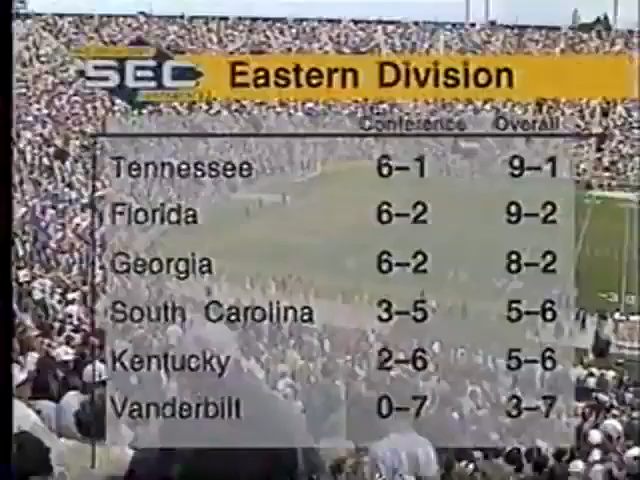 SEC Eastern Division
Conference Overall
Tennessee 6-1 9-1
Florida 6-2 9-2
Georgia 6-2 8-2
South Carolina 3-5 5-6
Kentucky 2-6 5-6
Vanderbilt 0-7 3-7